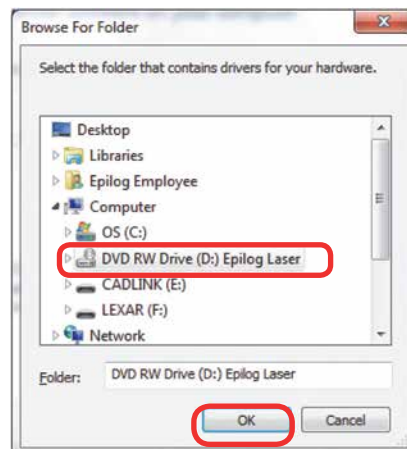 Browse For Folder
Select the folder that contains drivers for your hardware.
Desktop
Libraries
Epilog Employee
Computer
OS (C:)
DVD RW Drive (D:) Epilog Laser
CADLINK (E:)
LEXAR (F:)
Network
Folder: DVD RW Drive (D:) Epilog Laser
OK Cancel